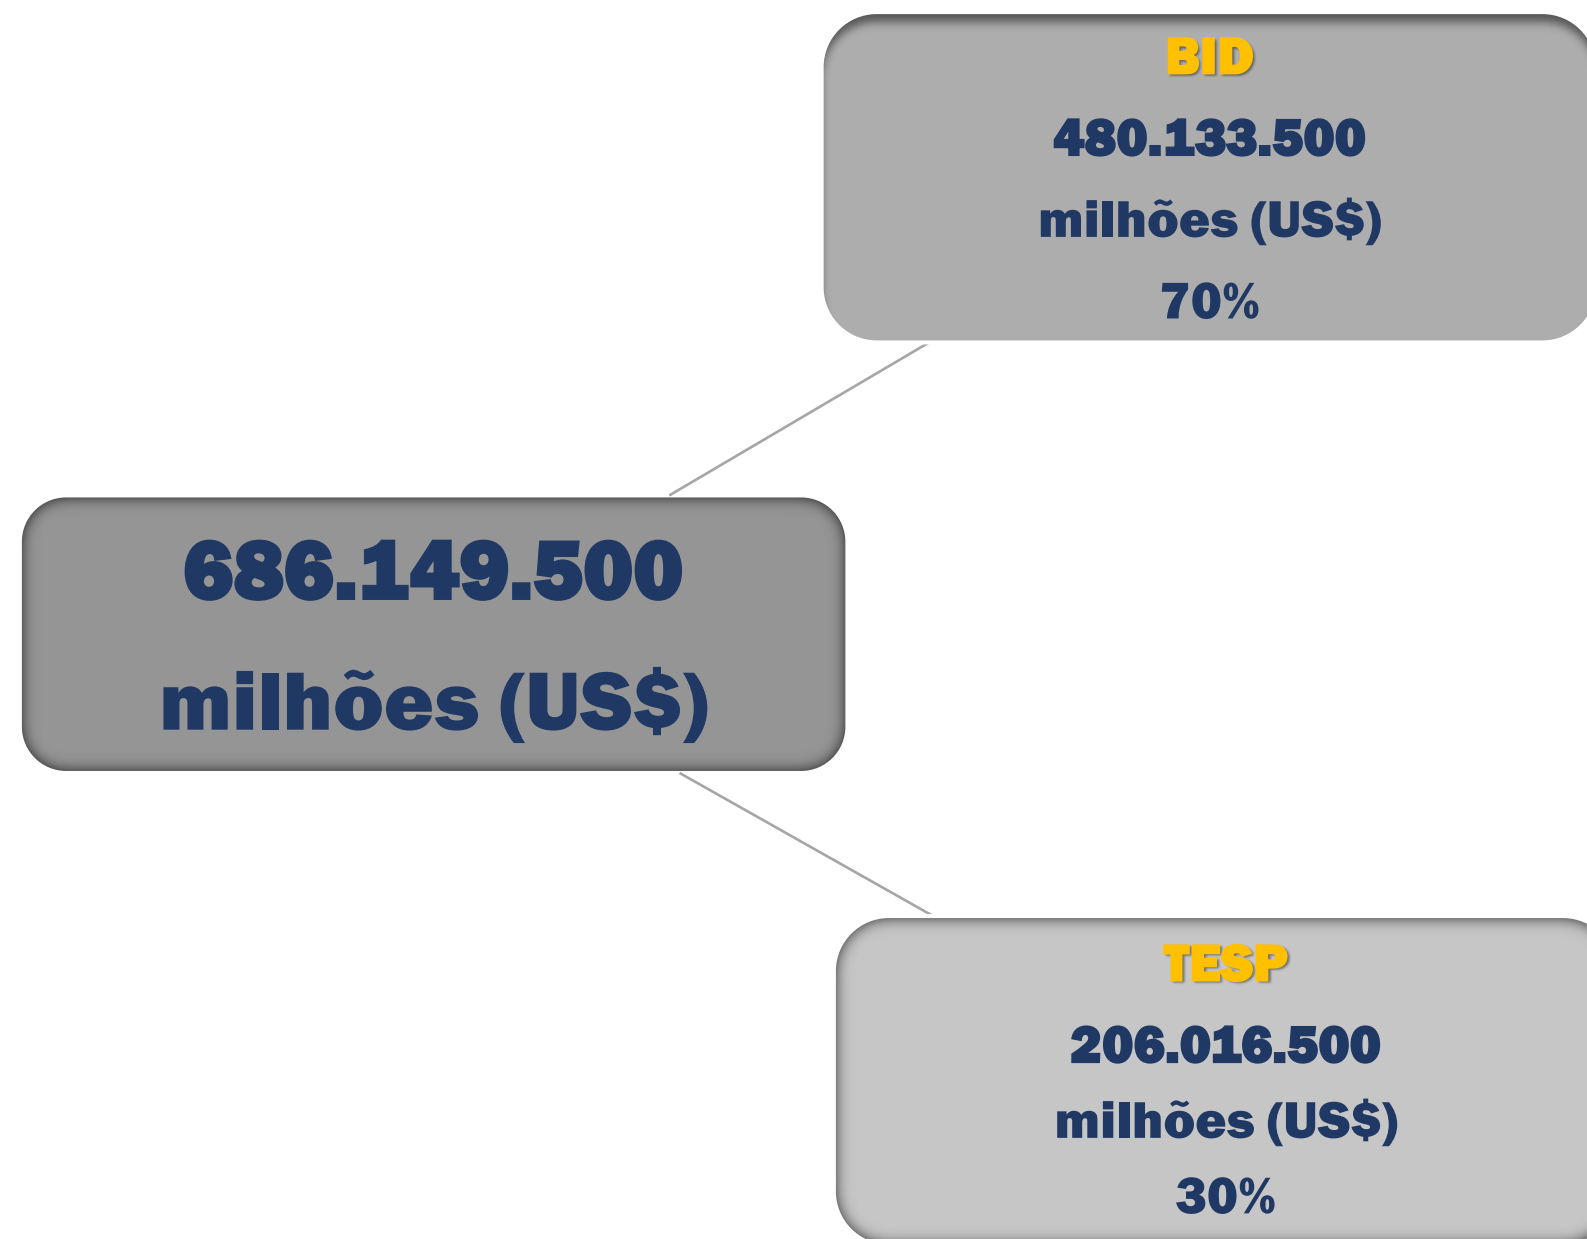 BID
480.133.500
milhões (US$)
70%
686.149.500
milhões (US$)
TESP
206.016.500
milhões (US$)
30%